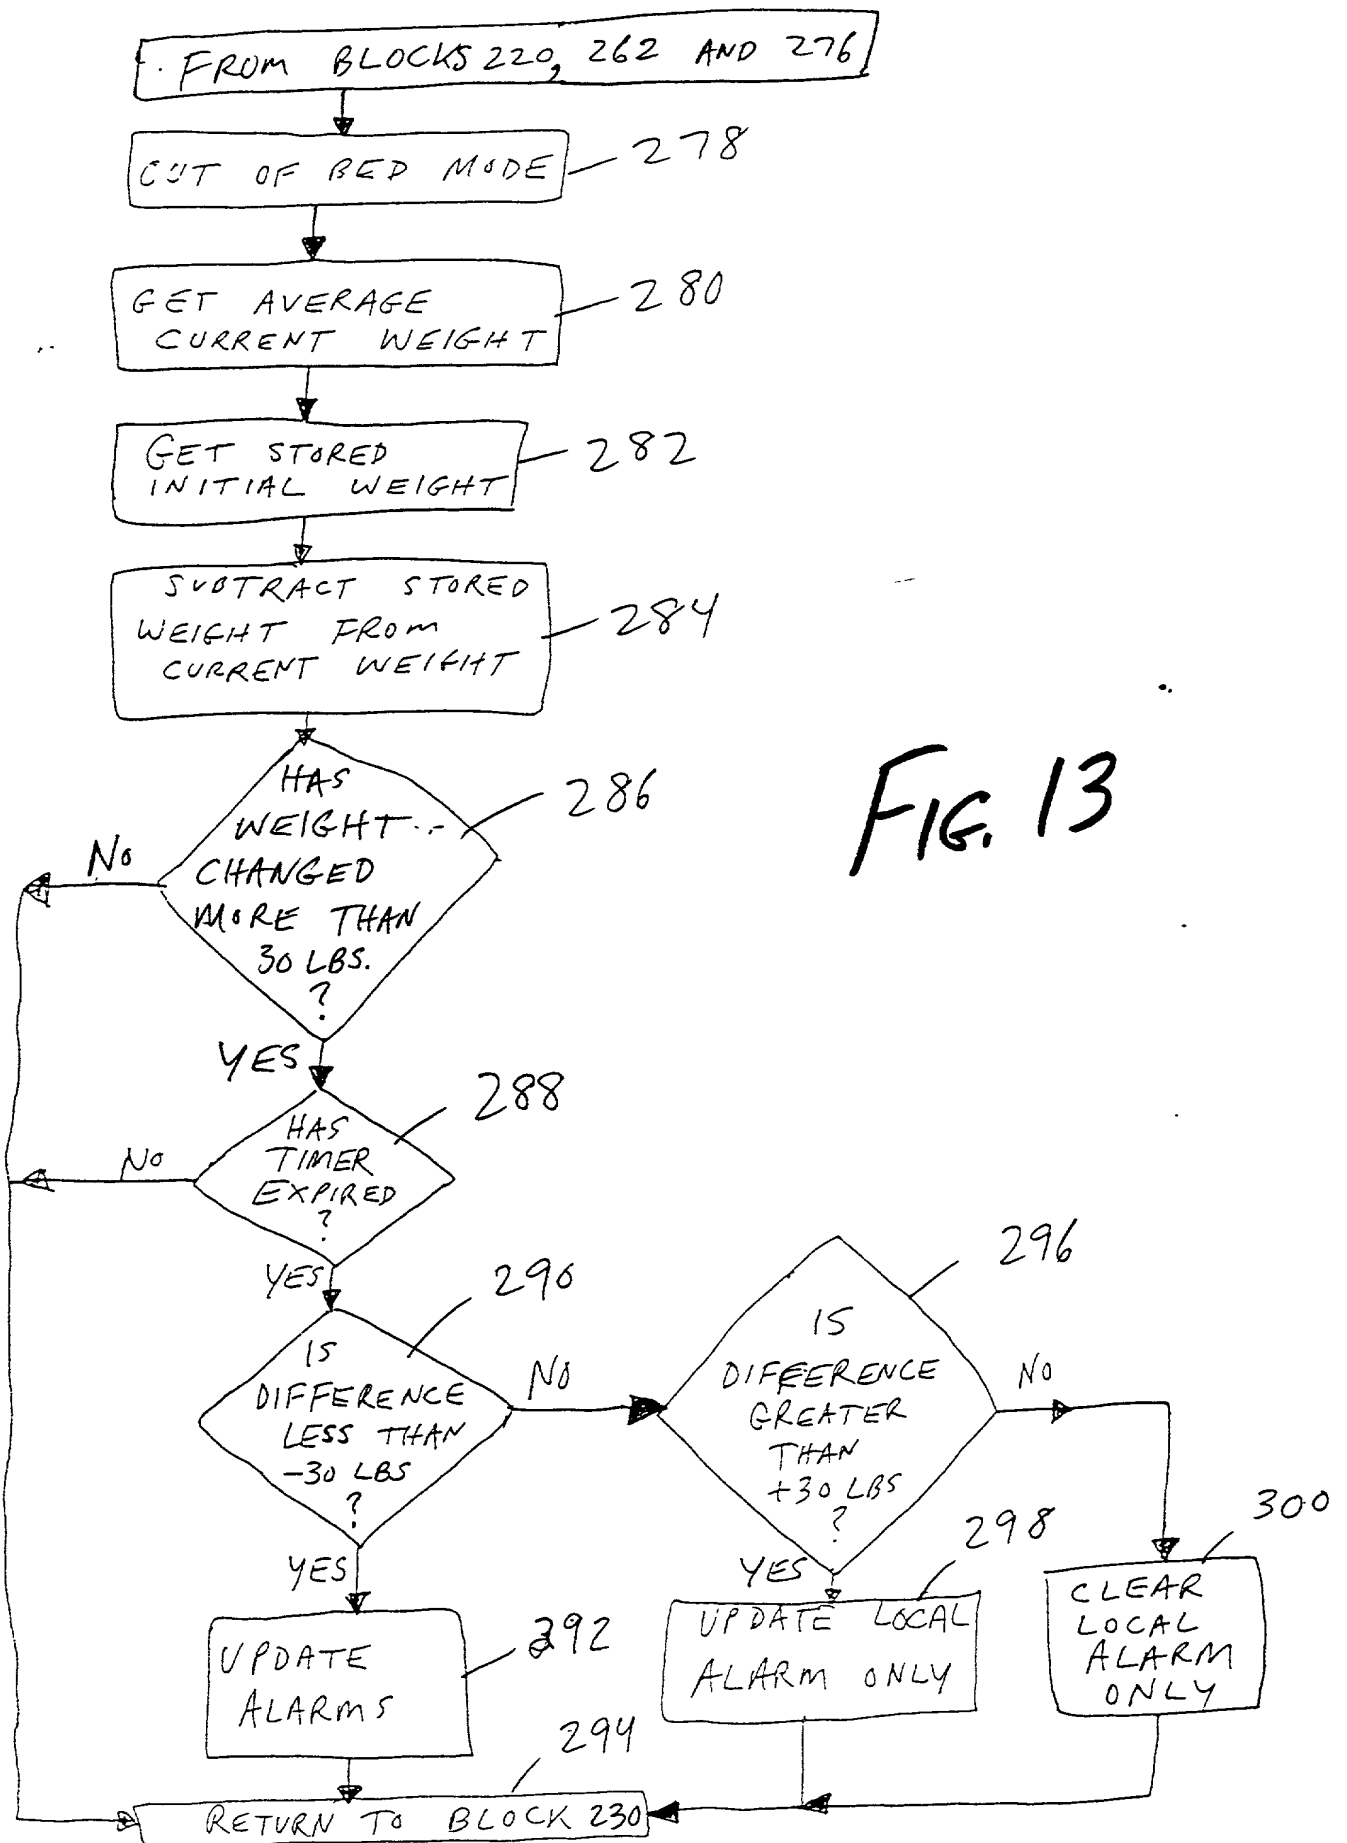 FROM BLOCKS 220, 262 AND 276
OUT OF BED MODE
278
GET AVERAGE
CURRENT WEIGHT
280
GET STORED
INITIAL WEIGHT
282
SUBTRACT STORED
WEIGHT FROM
CURRENT WEIGHT
284
HAS
WEIGHT
CHANGED
MORE THAN
30 LBS.
?
286
NO
FIG. 13
YES
HAS
TIMER
EXPIRED
?
288
NO
YES
IS
DIFFERENCE
LESS THAN
-30 LBS
?
290
NO
IS
DIFFERENCE
GREATER
THAN
+30 LBS
?
296
NO
YES
YES
UPDATE
ALARMS
292
UPDATE LOCAL
ALARM ONLY
298
CLEAR
LOCAL
ALARM
ONLY
300
294
RETURN TO BLOCK 230